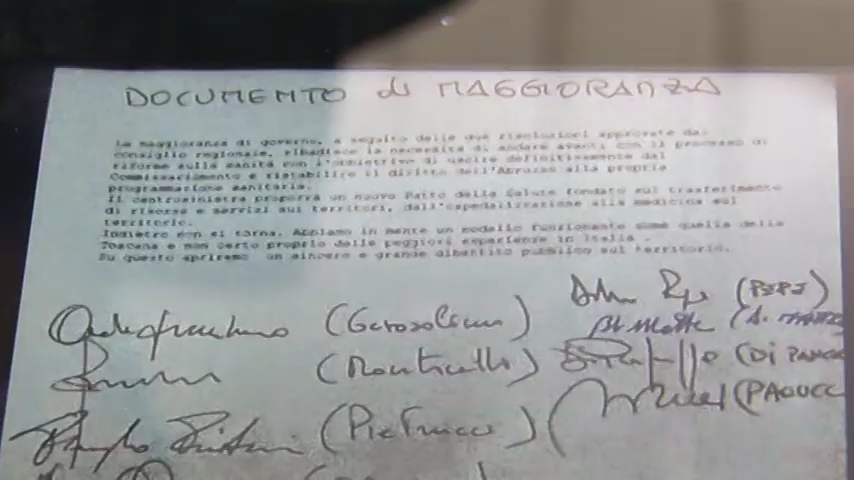 DOCUMENTO di MAGGIORANZA
La maggioranza di governo, a seguito delle due risoluzioni approvate dal
consiglio regionale, ribadisce la necessità di andare avanti con il processo di
riforme sulla sanità con l'obbiettivo di uscire definitivamente dal
Commissariamento e ristabilire il diritto dell'Abruzzo alla propria
programmazione sanitaria.
Il centrosinistra proporrà un nuovo Patto della Salute fondato sul trasferimento
di risorse e servizi sui territori, dall'ospedalizzazione alla medicina sul
territorio.
Indietro non si torna. Abbiamo in mente un modello funzionante come quello della
Toscana e non certo proprio delle peggiori esperienze in Italia .
Su questo apriremo un sincero e grande dibattito pubblico sul territorio.
(PEPE)
(Gerosolimo)
(Monticelli) (DI PANGR
(Pietrucci) (PAOLUCC